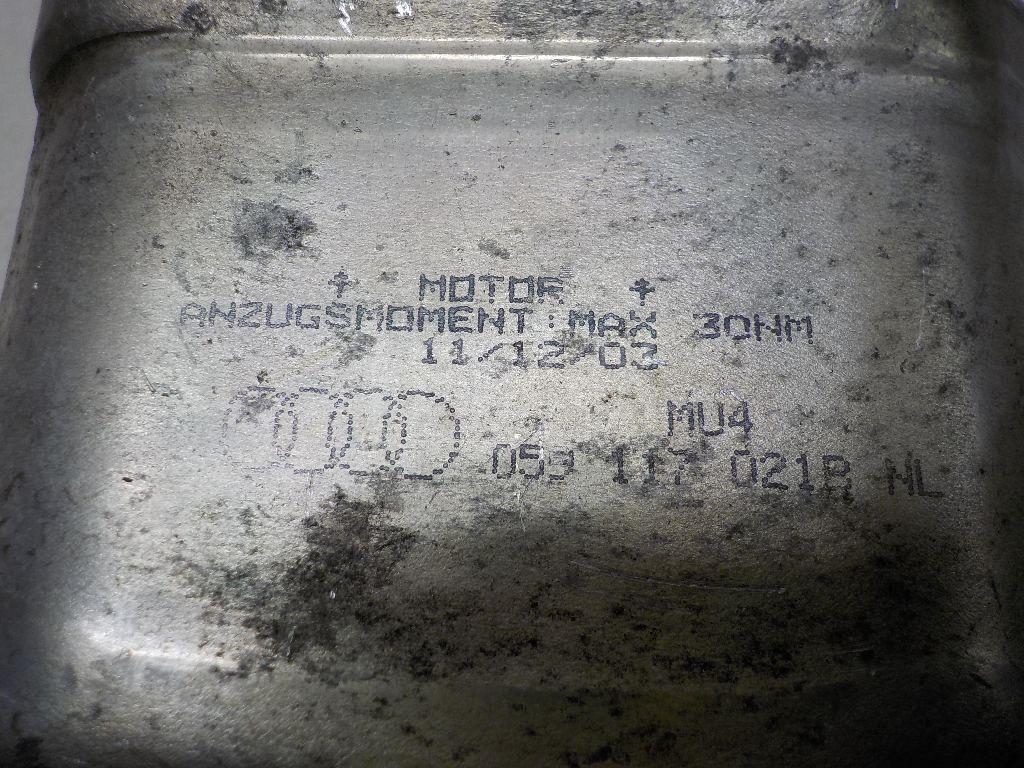 MOTOR
ANZUGSMOMENT: MAX 30NM
11/12/03
MU4
059 117 021B NL